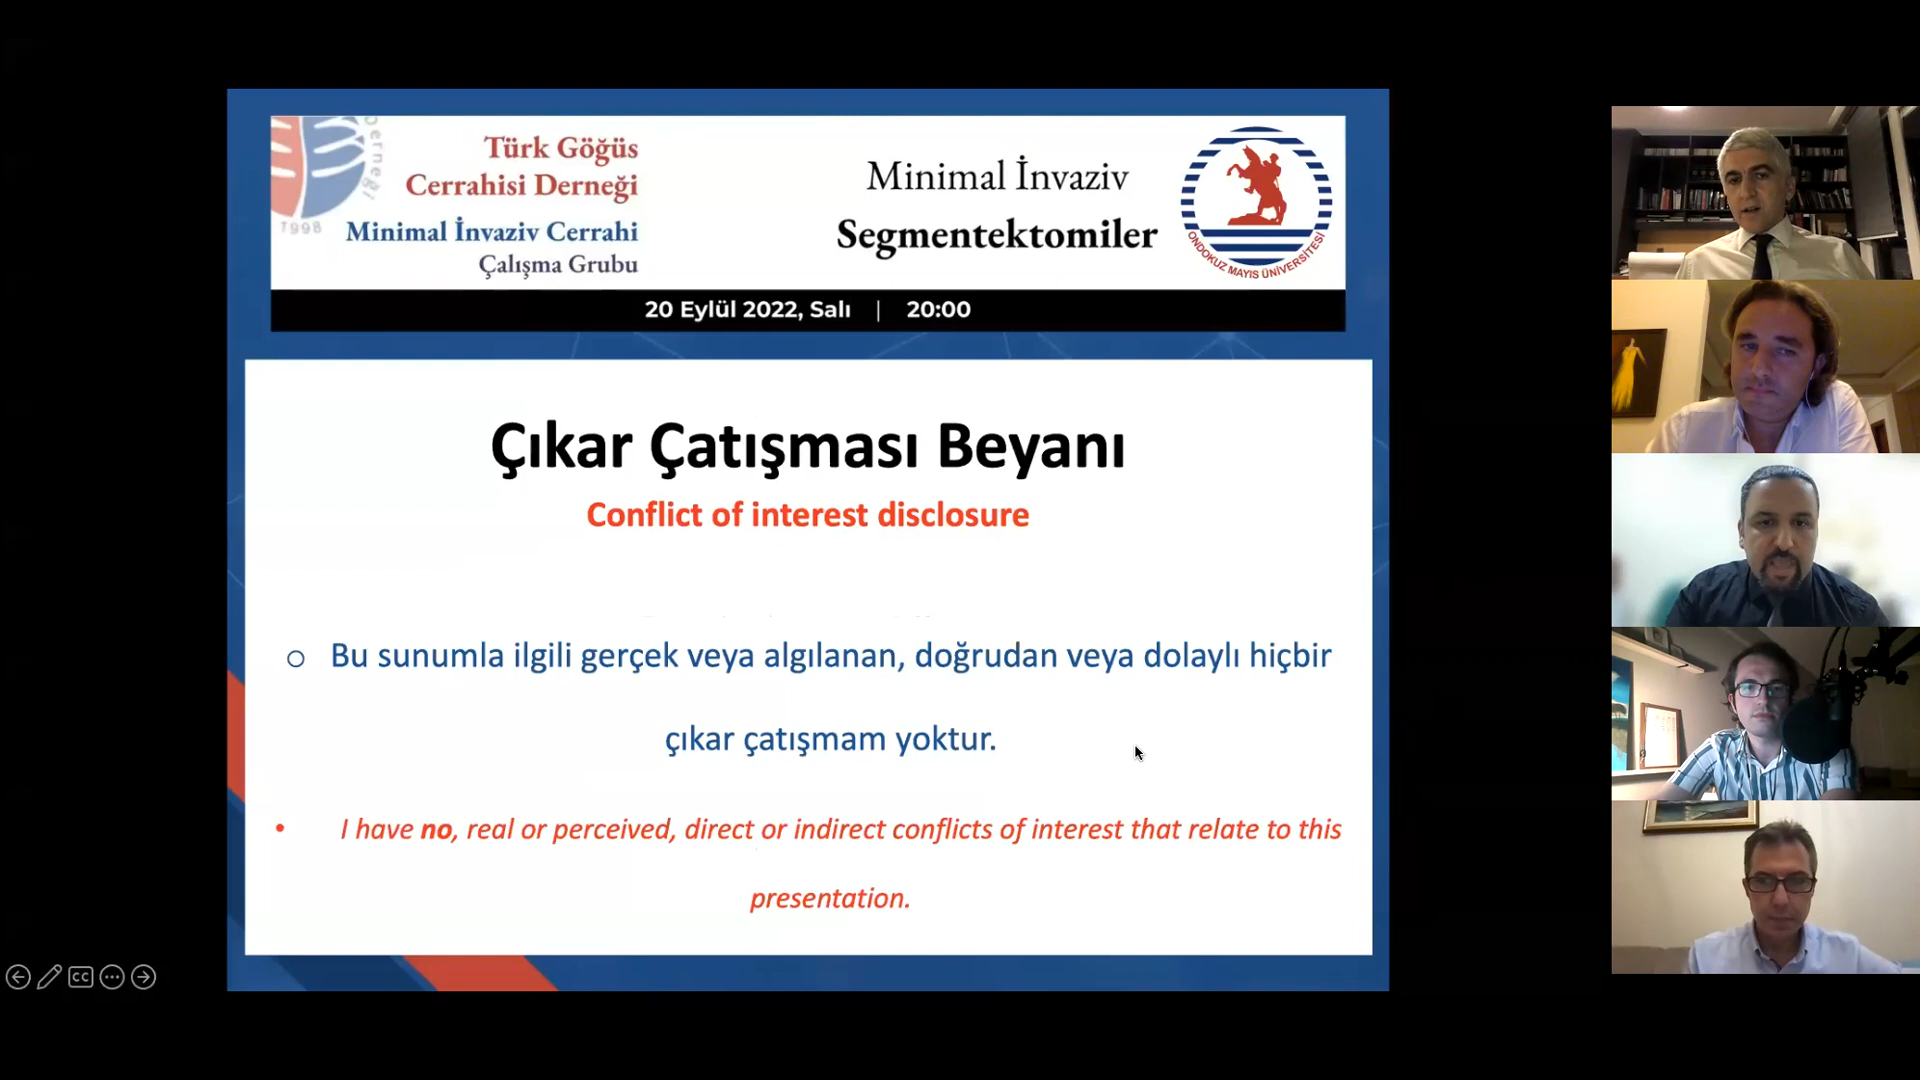 Derneği
1998
Türk Göğüs
Cerrahisi Derneği
Minimal İnvaziv Cerrahi
Çalışma Grubu
Minimal İnvaziv
Segmentektomiler
ONDOKUZ MAYIS ÜNİVERSİTESİ
20 Eylül 2022, Salı | 20:00
Çıkar Çatışması Beyanı
Conflict of interest disclosure
Bu sunumla ilgili gerçek veya algılanan, doğrudan veya dolaylı hiçbir
çıkar çatışmam yoktur.
I have no, real or perceived, direct or indirect conflicts of interest that relate to this
presentation.
CC